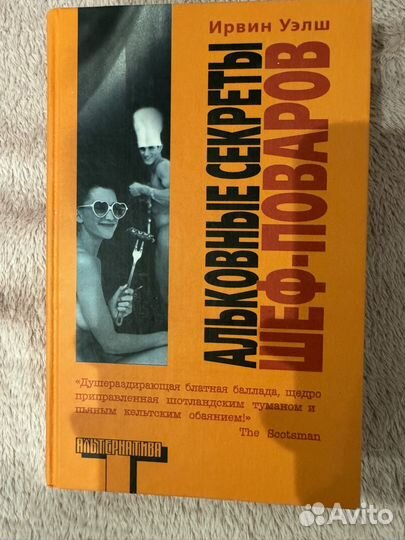 Ирвин Уэлш
АЛЬКОВНЫЕ СЕКРЕТЫ
ШЕФ-ПОВАРОВ
«Душераздирающая блатная баллада, щедро
приправленная шотландским туманом и
пьяным кельтским обаянием!»
The Scotsman
АЛЬТЕРНАТИВА
Avito